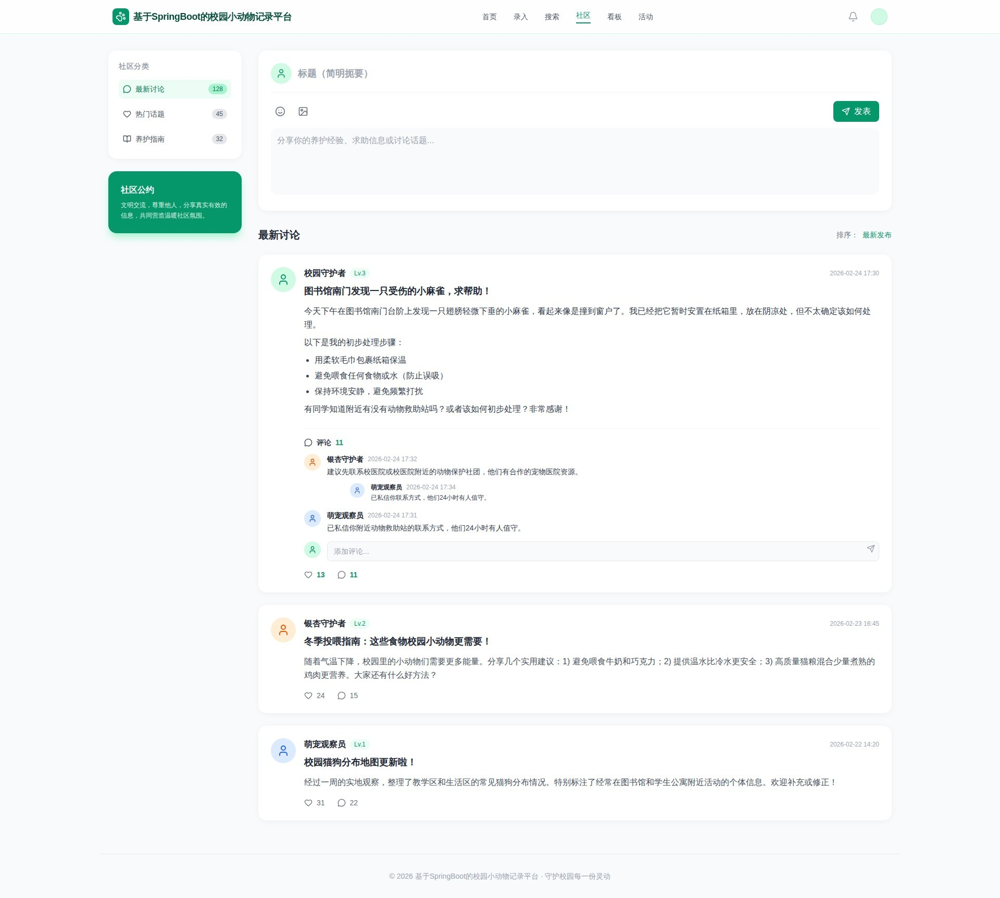 基于SpringBoot的校园小动物记录平台
首页
录入
搜索
社区
看板
活动
社区分类
最新讨论
128
热门话题
45
养护指南
32
社区公约
文明交流，尊重他人，分享真实有效的
信息，共同营造温暖社区氛围。
标题（简明扼要）
发表
分享你的养护经验、求助信息或讨论话题...
最新讨论
排序： 最新发布
校园守护者 Lv.3
2026-02-24 17:30
图书馆南门发现一只受伤的小麻雀，求帮助！
今天下午在图书馆南门台阶上发现一只翅膀轻微下垂的小麻雀，看起来像是撞到窗户了。我已经把它暂时安置在纸箱里，放在阴凉处，但不太确定该如何处
理。
以下是我的初步处理步骤：
• 用柔软毛巾包裹纸箱保温
• 避免喂食任何食物或水（防止误吸）
• 保持环境安静，避免频繁打扰
有同学知道附近有没有动物救助站吗？或者该如何初步处理？非常感谢！
评论 11
银杏守护者 2026-02-24 17:32
建议先联系校医院或校医院附近的动物保护社团，他们有合作的宠物医院资源。
萌宠观察员 2026-02-24 17:34
已私信你联系方式，他们24小时有人值守。
萌宠观察员 2026-02-24 17:31
已私信你附近动物救助站的联系方式，他们24小时有人值守。
添加评论...
13 11
银杏守护者 Lv.2
2026-02-23 16:45
冬季投喂指南：这些食物校园小动物更需要！
随着气温下降，校园里的小动物们需要更多能量。分享几个实用建议：1) 避免喂食牛奶和巧克力；2) 提供温水比冷水更安全；3) 高质量猫粮混合少量煮熟的
鸡肉更营养。大家还有什么好方法？
24 15
萌宠观察员 Lv.1
2026-02-22 14:20
校园猫狗分布地图更新啦！
经过一周的实地观察，整理了教学区和生活区的常见猫狗分布情况。特别标注了经常在图书馆和学生公寓附近活动的个体信息。欢迎补充或修正！
31 22
© 2026 基于SpringBoot的校园小动物记录平台 · 守护校园每一份灵动